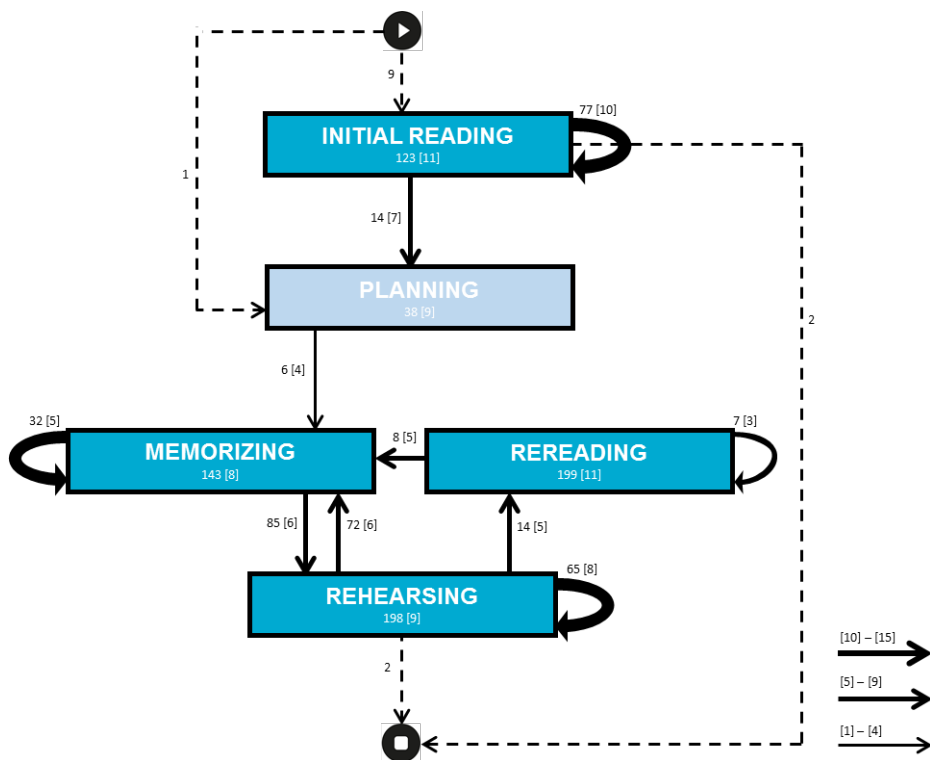 9
77 [10]
INITIAL READING
123 [11]
1
14 [7]
PLANNING
38 [9]
2
6 [4]
32 [5]
7 [3]
MEMORIZING
143 [8]
8 [5]
REREADING
199 [11]
85 [6]
72 [6]
14 [5]
65 [8]
REHEARSING
198 [9]
2
[10] – [15]
[5] – [9]
[1] – [4]